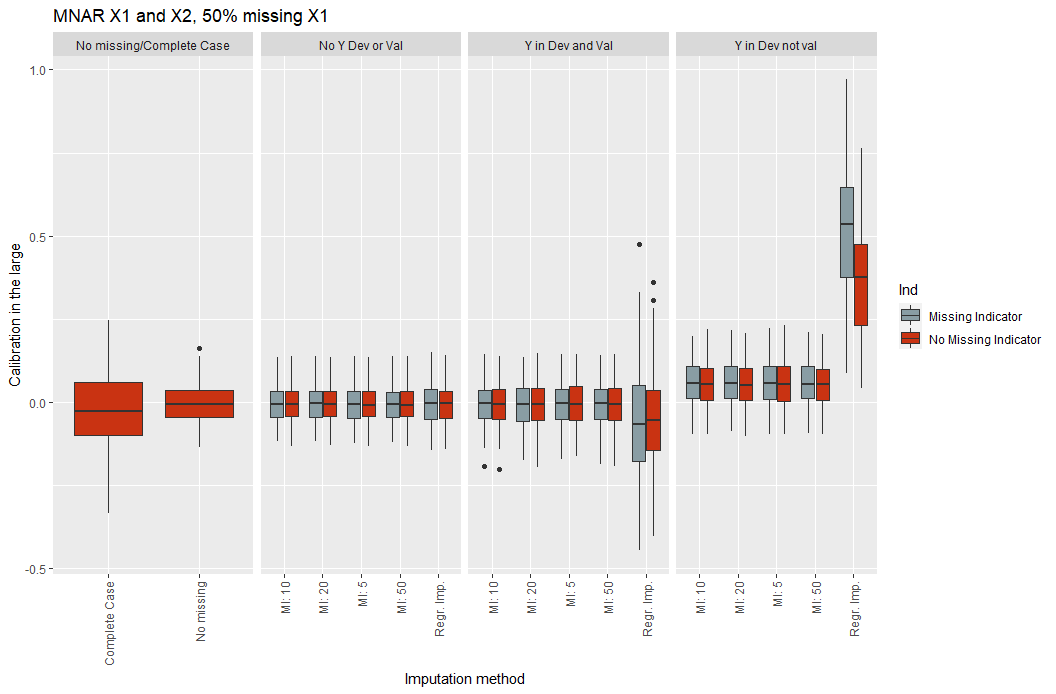 MNAR X1 and X2, 50% missing X1
No missing/Complete Case
No Y Dev or Val
Y in Dev and Val
Y in Dev not val
1.0
0.5
0.0
-0.5
Calibration in the large
Complete Case
No missing
MI: 10
MI: 20
MI: 5
MI: 50
Regr. Imp.
MI: 10
MI: 20
MI: 5
MI: 50
Regr. Imp.
MI: 10
MI: 20
MI: 5
MI: 50
Regr. Imp.
Imputation method
Ind
Missing Indicator
No Missing Indicator